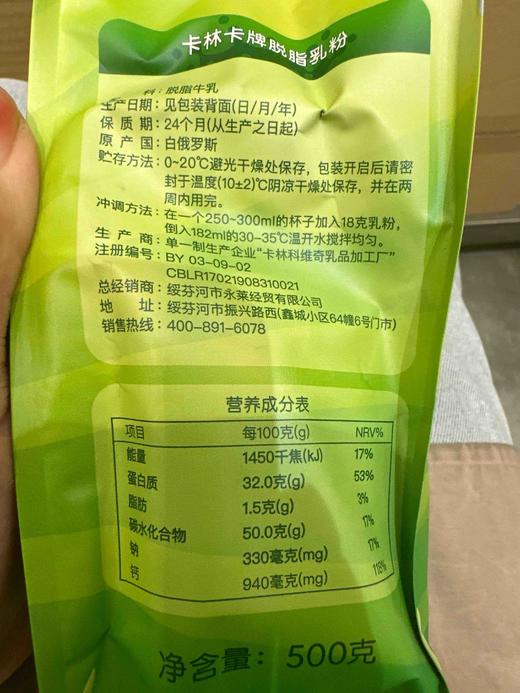 卡林卡牌脱脂乳粉
料：脱脂牛乳
生产日期：见包装背面(日/月/年)
保 质 期：24个月(从生产之日起)
原 产 国：白俄罗斯
贮存方法：0~20℃避光干燥处保存，包装开启后请密
封于温度(10±2)℃阴凉干燥处保存，并在两
周内用完。
冲调方法：在一个250~300ml的杯子加入18克乳粉，
倒入182ml的30-35℃温开水搅拌均匀。
生 产 商：单一制生产企业“卡林科维奇乳品加工厂”
注册编号：BY 03-09-02
CBLR17021908310021
总经销商：绥芬河市永莱经贸有限公司
地 址：绥芬河市振兴路西(鑫城小区64幢6号门市)
销售热线：400-891-6078
营养成分表
项目 每100克(g) NRV%
能量 1450千焦(kJ) 17%
蛋白质 32.0克(g) 53%
脂肪 1.5克(g) 3%
碳水化合物 50.0克(g) 17%
钠 330毫克(mg) 17%
钙 940毫克(mg) 118%
净含量：500克